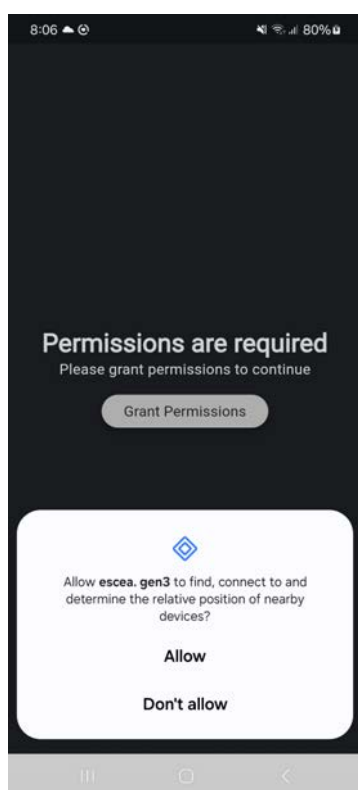 8:06
80%
Permissions are required
Please grant permissions to continue
Grant Permissions
Allow escea. gen3 to find, connect to and
determine the relative position of nearby
devices?
Allow
Don't allow